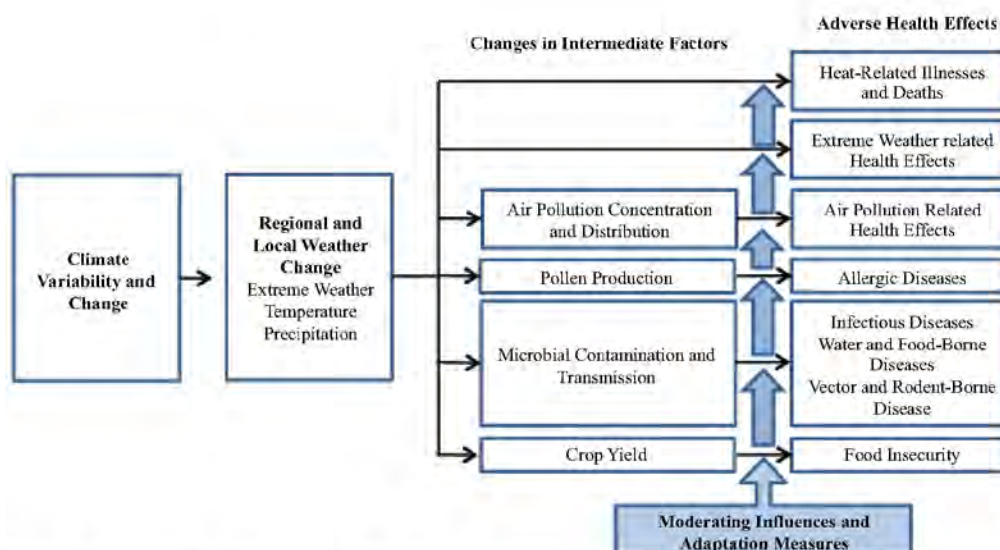 Adverse Health Effects
Changes in Intermediate Factors
Heat-Related Illnesses
and Deaths
Extreme Weather related
Health Effects
Climate
Variability and
Change
Regional and
Local Weather
Change
Extreme Weather
Temperature
Precipitation
Air Pollution Concentration
and Distribution
Air Pollution Related
Health Effects
Pollen Production
Allergic Diseases
Microbial Contamination and
Transmission
Infectious Diseases
Water and Food-Borne
Diseases
Vector and Rodent-Borne
Disease
Crop Yield
Food Insecurity
Moderating Influences and
Adaptation Measures